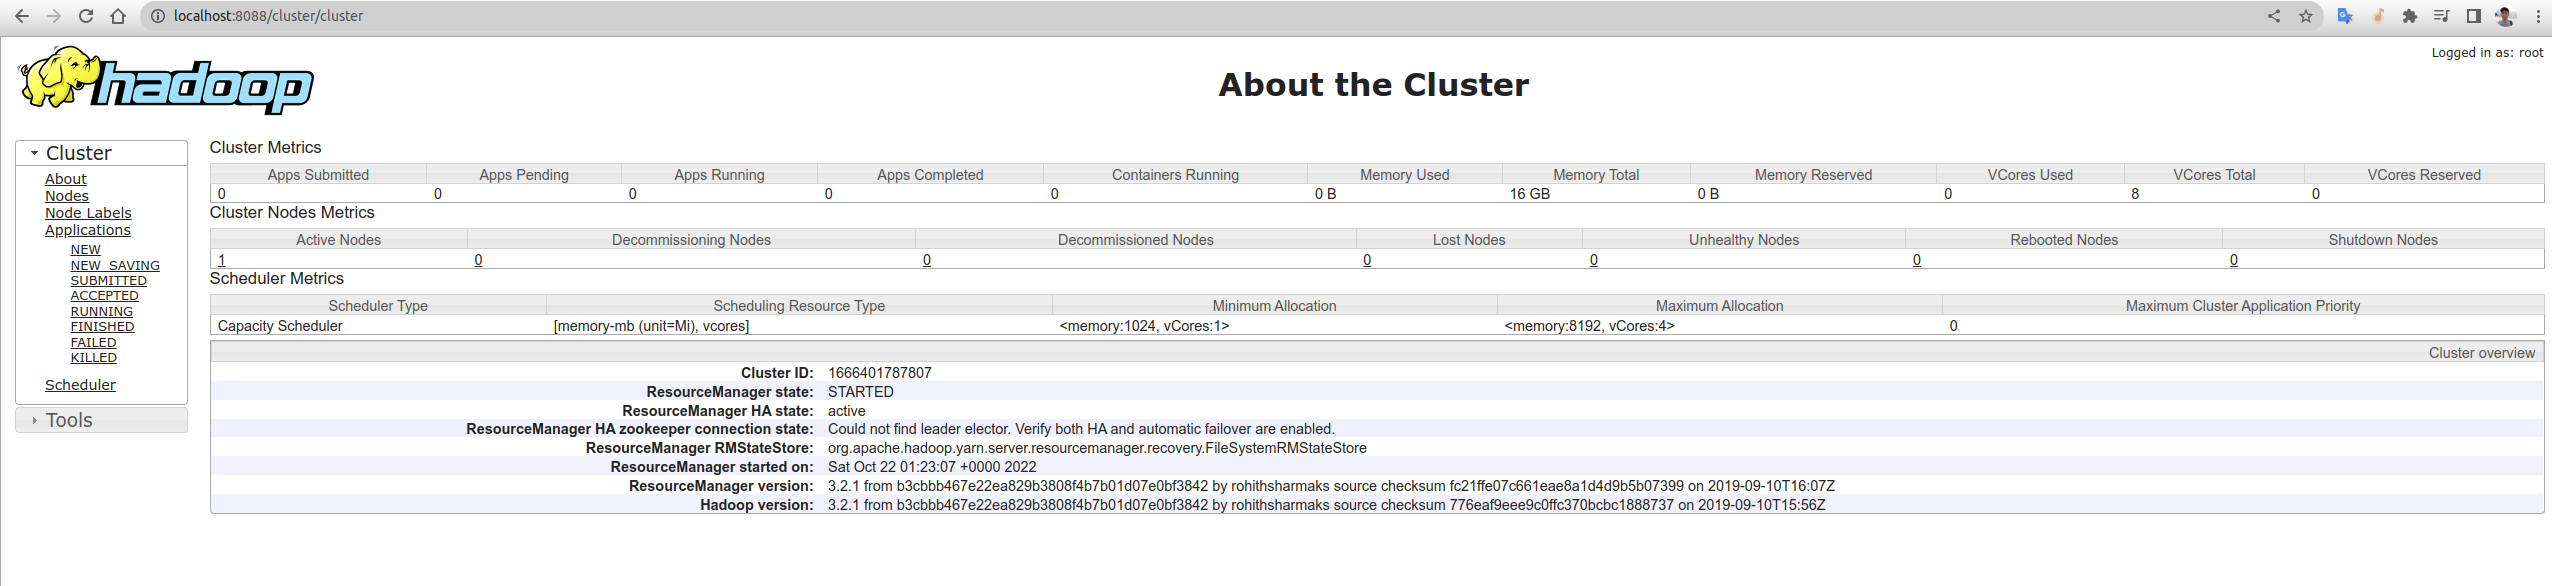 localhost:8088/cluster/cluster
Logged in as: root
hadoop
About the Cluster
Cluster
About
Nodes
Node Labels
Applications
NEW
NEW_SAVING
SUBMITTED
ACCEPTED
RUNNING
FINISHED
FAILED
KILLED
Scheduler
Tools
Cluster Metrics
Apps Submitted Apps Pending Apps Running Apps Completed Containers Running Memory Used Memory Total Memory Reserved VCores Used VCores Total VCores Reserved
0 0 0 0 0 0 B 16 GB 0 B 0 8 0
Cluster Nodes Metrics
Active Nodes Decommissioning Nodes Decommissioned Nodes Lost Nodes Unhealthy Nodes Rebooted Nodes Shutdown Nodes
1 0 0 0 0 0 0
Scheduler Metrics
Scheduler Type Scheduling Resource Type Minimum Allocation Maximum Allocation Maximum Cluster Application Priority
Capacity Scheduler [memory-mb (unit=Mi), vcores] <memory:1024, vCores:1> <memory:8192, vCores:4> 0
Cluster overview
Cluster ID: 1666401787807
ResourceManager state: STARTED
ResourceManager HA state: active
ResourceManager HA zookeeper connection state: Could not find leader elector. Verify both HA and automatic failover are enabled.
ResourceManager RMStateStore: org.apache.hadoop.yarn.server.resourcemanager.recovery.FileSystemRMStateStore
ResourceManager started on: Sat Oct 22 01:23:07 +0000 2022
ResourceManager version: 3.2.1 from b3cbbb467e22ea829b3808f4b7b01d07e0bf3842 by rohithsharmaks source checksum fc21ffe07c661eae8a1d4d9b5b07399 on 2019-09-10T16:07Z
Hadoop version: 3.2.1 from b3cbbb467e22ea829b3808f4b7b01d07e0bf3842 by rohithsharmaks source checksum 776eaf9eee9c0ffc370bcbc1888737 on 2019-09-10T15:56Z